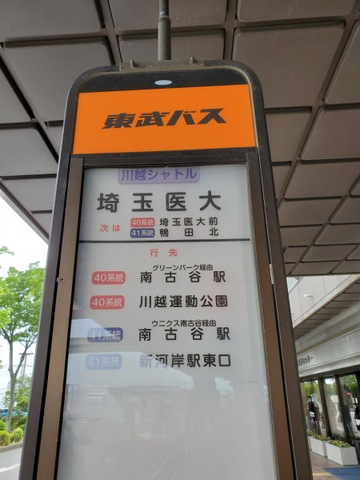 東武バス
川越シャトル
埼玉医大
次は 40系統 埼玉医大前
41系統 鴨田北
行先
グリーンパーク経由
40系統 南古谷駅
40系統 川越運動公園
ウニクス南古谷経由
41系統 南古谷駅
41系統 新河岸駅東口